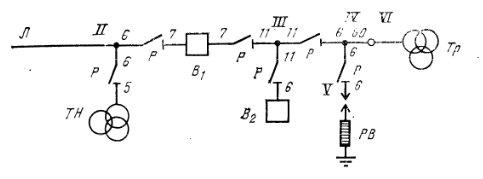 Л II 6 7 7 11 III 11 6 IV 60 VI
Р В₁ Р Р Тр
6 Р 5
ТН
Р 11 6
В₂
6 V Р 6
РВ